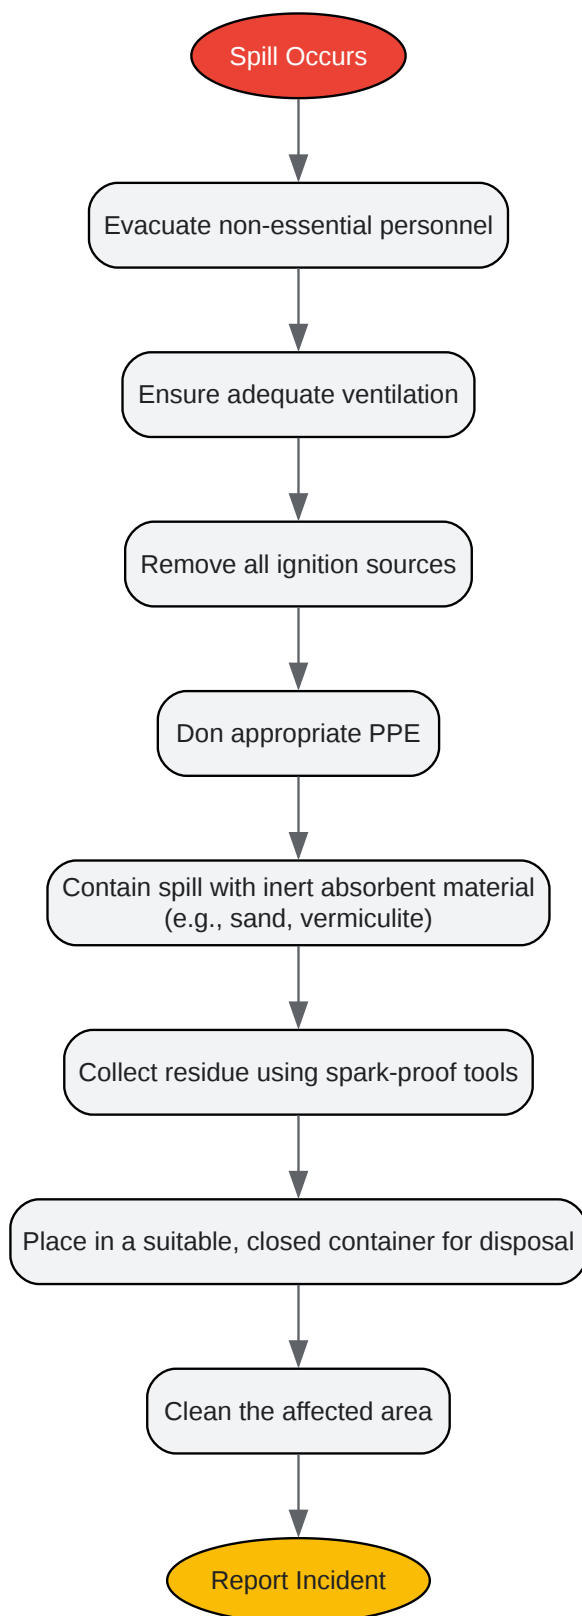 Spill Occurs
Evacuate non-essential personnel
Ensure adequate ventilation
Remove all ignition sources
Don appropriate PPE
Contain spill with inert absorbent material
(e.g., sand, vermiculite)
Collect residue using spark-proof tools
Place in a suitable, closed container for disposal
Clean the affected area
Report Incident